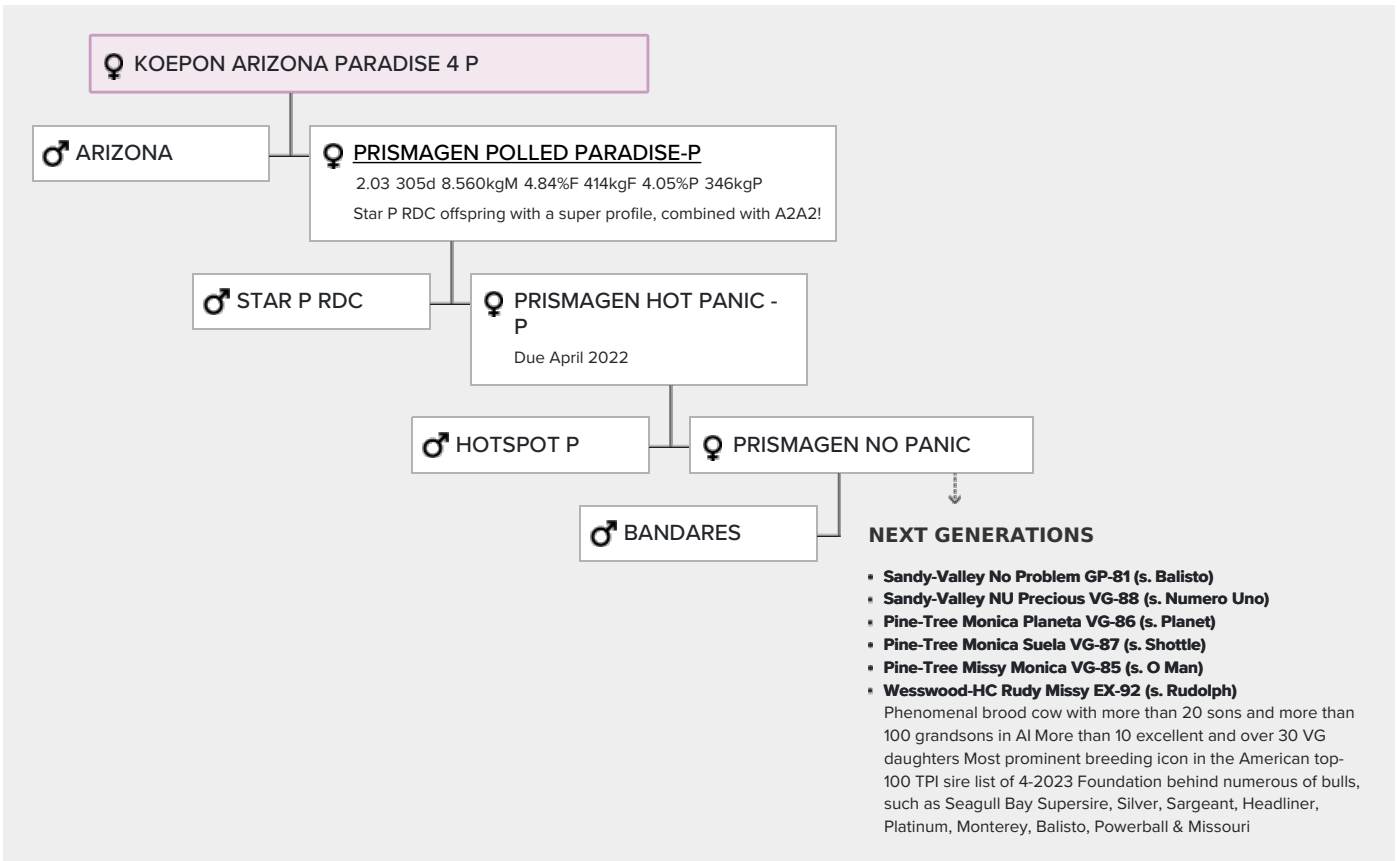 KOEPON ARIZONA PARADISE 4 P
ARIZONA
PRISMAGEN POLLED PARADISE-P
2.03 305d 8.560kgM 4.84%F 414kgF 4.05%P 346kgP
Star P RDC offspring with a super profile, combined with A2A2!
STAR P RDC
PRISMAGEN HOT PANIC -
P
Due April 2022
HOTSPOT P
PRISMAGEN NO PANIC
BANDARES
NEXT GENERATIONS
Sandy-Valley No Problem GP-81 (s. Balisto)
Sandy-Valley NU Precious VG-88 (s. Numero Uno)
Pine-Tree Monica Planeta VG-86 (s. Planet)
Pine-Tree Monica Suela VG-87 (s. Shottle)
Pine-Tree Missy Monica VG-85 (s. O Man)
Wesswood-HC Rudy Missy EX-92 (s. Rudolph)
Phenomenal brood cow with more than 20 sons and more than
100 grandsons in AI More than 10 excellent and over 30 VG
daughters Most prominent breeding icon in the American top-
100 TPI sire list of 4-2023 Foundation behind numerous of bulls,
such as Seagull Bay Supersire, Silver, Sargeant, Headliner,
Platinum, Monterey, Balisto, Powerball & Missouri